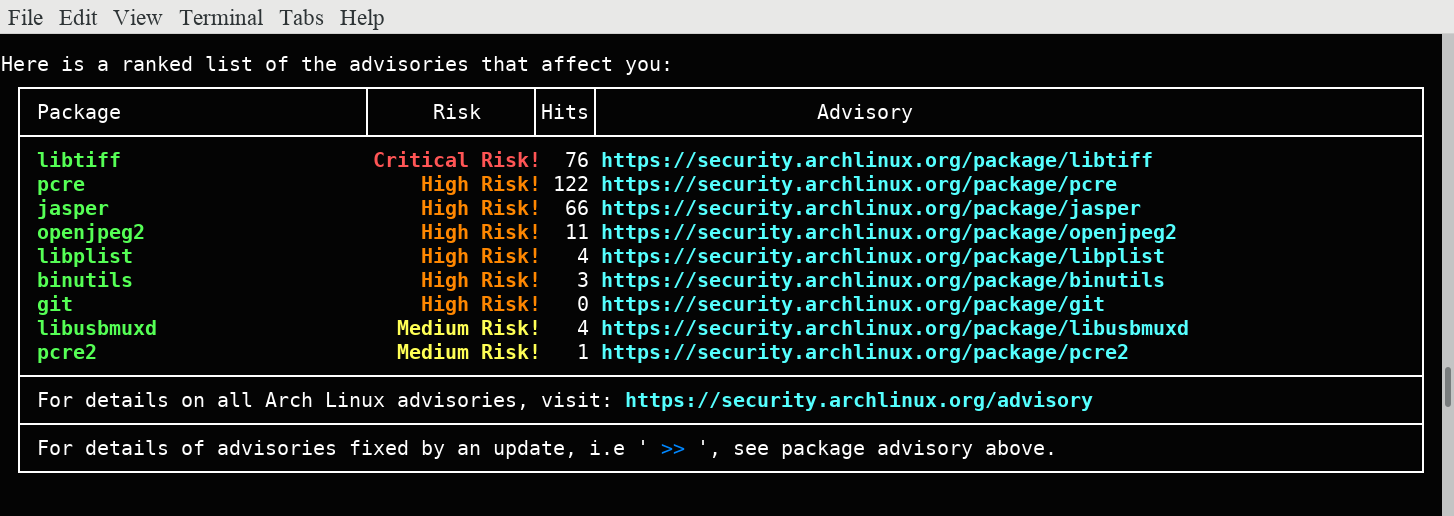 File Edit View Terminal Tabs Help
Here is a ranked list of the advisories that affect you:
Package Risk Hits Advisory
libtiff Critical Risk! 76 https://security.archlinux.org/package/libtiff
pcre High Risk! 122 https://security.archlinux.org/package/pcre
jasper High Risk! 66 https://security.archlinux.org/package/jasper
openjpeg2 High Risk! 11 https://security.archlinux.org/package/openjpeg2
libplist High Risk! 4 https://security.archlinux.org/package/libplist
binutils High Risk! 3 https://security.archlinux.org/package/binutils
git High Risk! 0 https://security.archlinux.org/package/git
libusbmuxd Medium Risk! 4 https://security.archlinux.org/package/libusbmuxd
pcre2 Medium Risk! 1 https://security.archlinux.org/package/pcre2
For details on all Arch Linux advisories, visit: https://security.archlinux.org/advisory
For details of advisories fixed by an update, i.e ' >> ', see package advisory above.